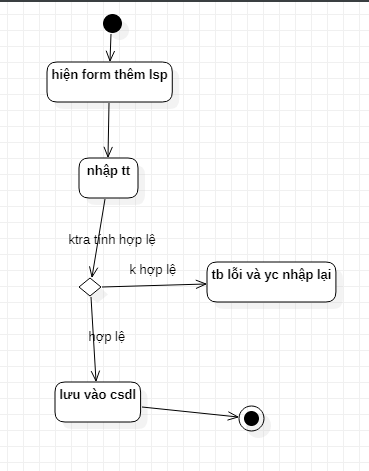 hiện form thêm lsp
nhập tt
ktra tính hợp lệ
k hợp lệ
tb lỗi và yc nhập lại
hợp lệ
lưu vào csdl